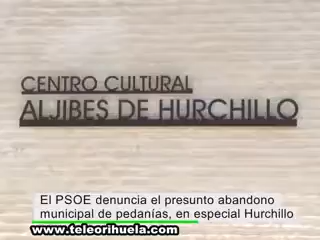 CENTRO CULTURAL
ALJIBES DE HURCHILLO
El PSOE denuncia el presunto abandono
municipal de pedanías, en especial Hurchillo
www.teleorihuela.com